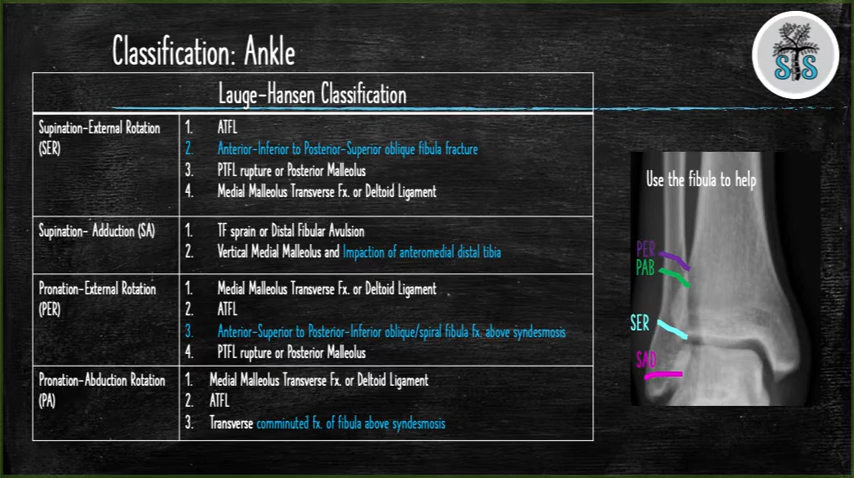 Classification: Ankle
STS
Lauge-Hansen Classification
Supination-External Rotation
(SER)
1. ATFL
2. Anterior-Inferior to Posterior-Superior oblique fibula fracture
3. PTFL rupture or Posterior Malleolus
4. Medial Malleolus Transverse Fx. or Deltoid Ligament
Supination- Adduction (SA)
1. TF sprain or Distal Fibular Avulsion
2. Vertical Medial Malleolus and Impaction of anteromedial distal tibia
Pronation-External Rotation
(PER)
1. Medial Malleolus Transverse Fx. or Deltoid Ligament
2. ATFL
3. Anterior-Superior to Posterior-Inferior oblique/spiral fibula fx. above syndesmosis
4. PTFL rupture or Posterior Malleolus
Pronation-Abduction Rotation
(PA)
1. Medial Malleolus Transverse Fx. or Deltoid Ligament
2. ATFL
3. Transverse comminuted fx. of fibula above syndesmosis
Use the fibula to help
PER
PAB
SER
SAD